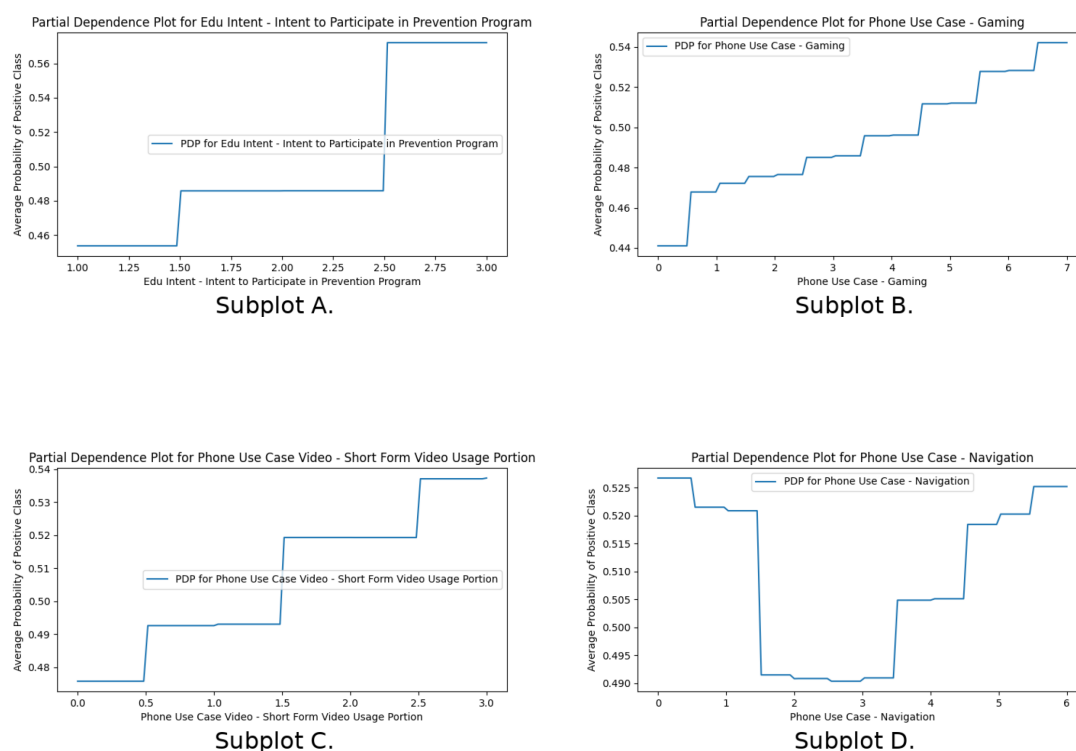 Partial Dependence Plot for Edu Intent - Intent to Participate in Prevention Program
Average Probability of Positive Class
0.56
0.54
0.52
0.50
0.48
0.46
PDP for Edu Intent - Intent to Participate in Prevention Program
1.00 1.25 1.50 1.75 2.00 2.25 2.50 2.75 3.00
Edu Intent - Intent to Participate in Prevention Program
Subplot A.
Partial Dependence Plot for Phone Use Case - Gaming
Average Probability of Positive Class
0.54
0.52
0.50
0.48
0.46
0.44
PDP for Phone Use Case - Gaming
0 1 2 3 4 5 6 7
Phone Use Case - Gaming
Subplot B.
Partial Dependence Plot for Phone Use Case Video - Short Form Video Usage Portion
Average Probability of Positive Class
0.54
0.53
0.52
0.51
0.50
0.49
0.48
PDP for Phone Use Case Video - Short Form Video Usage Portion
0.0 0.5 1.0 1.5 2.0 2.5 3.0
Phone Use Case Video - Short Form Video Usage Portion
Subplot C.
Partial Dependence Plot for Phone Use Case - Navigation
Average Probability of Positive Class
0.525
0.520
0.515
0.510
0.505
0.500
0.495
0.490
PDP for Phone Use Case - Navigation
0 1 2 3 4 5 6
Phone Use Case - Navigation
Subplot D.